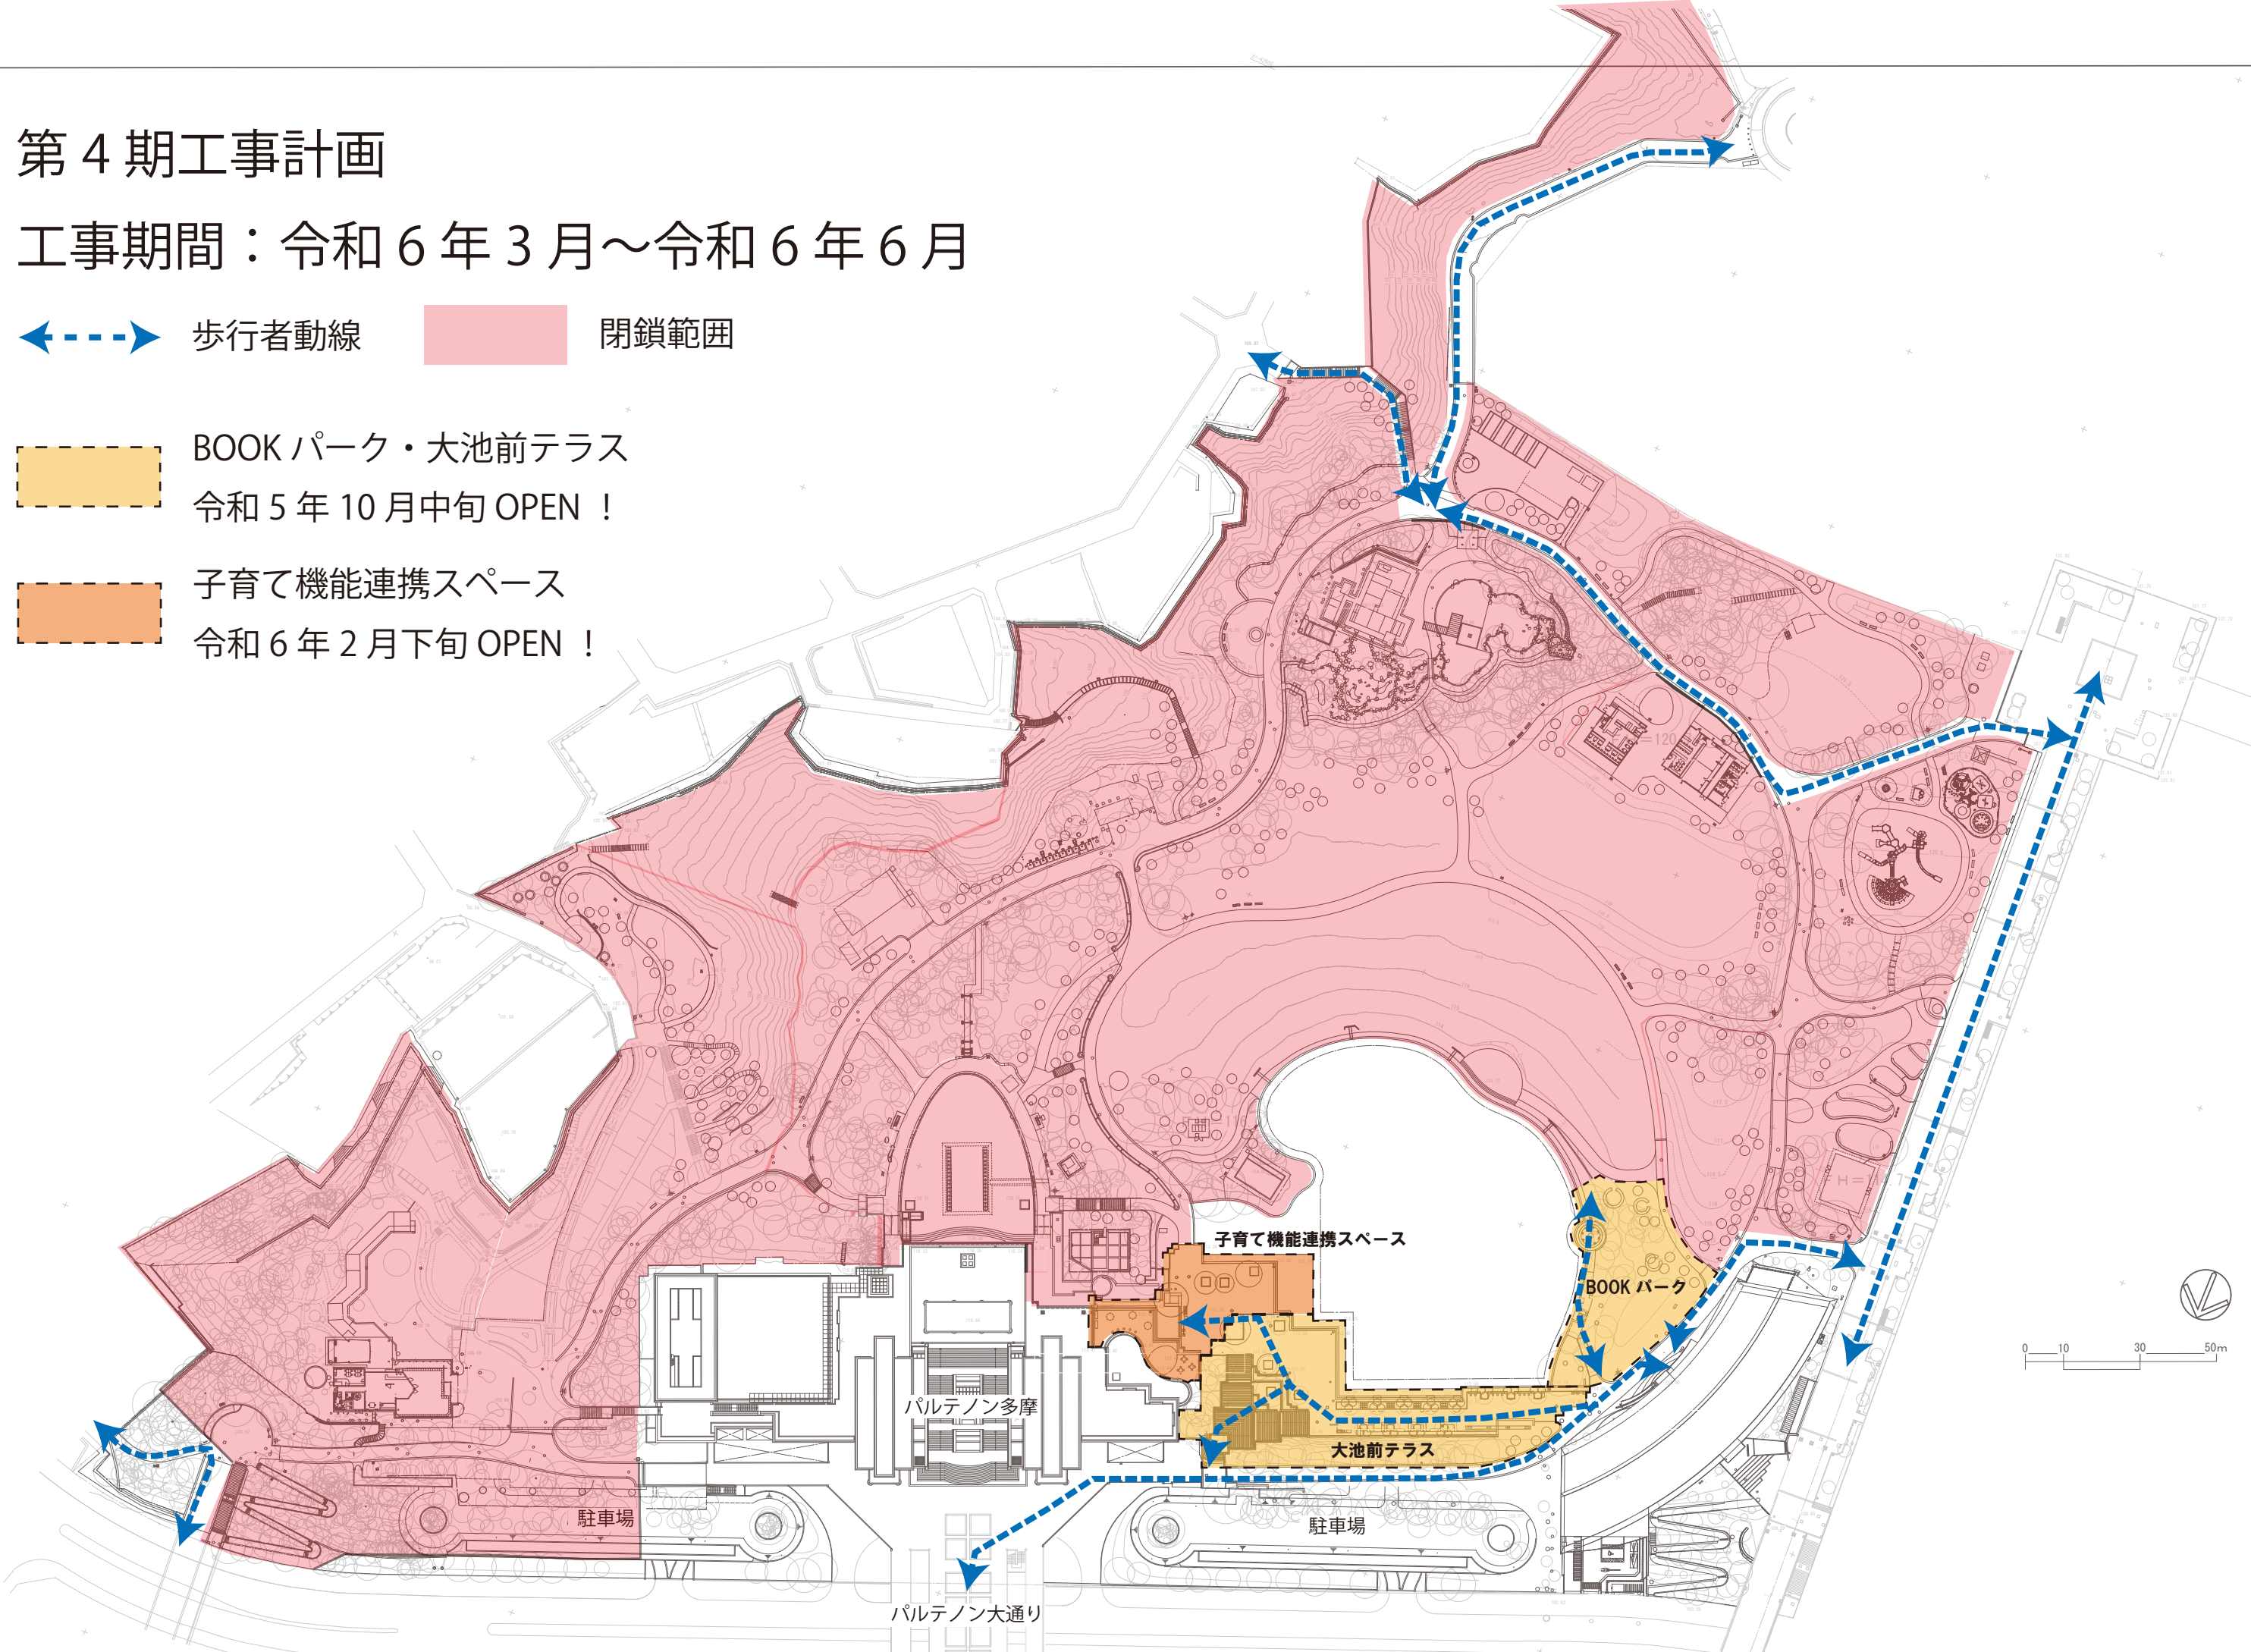 第 4 期工事計画
工事期間：令和 6 年 3 月～令和 6 年 6 月
歩行者動線
閉鎖範囲
BOOK パーク・大池前テラス
令和 5 年 10 月中旬 OPEN ！
子育て機能連携スペース
令和 6 年 2 月下旬 OPEN ！
子育て機能連携スペース
BOOK パーク
パルテノン多摩
大池前テラス
駐車場
駐車場
パルテノン大通り
0 10 30 50m